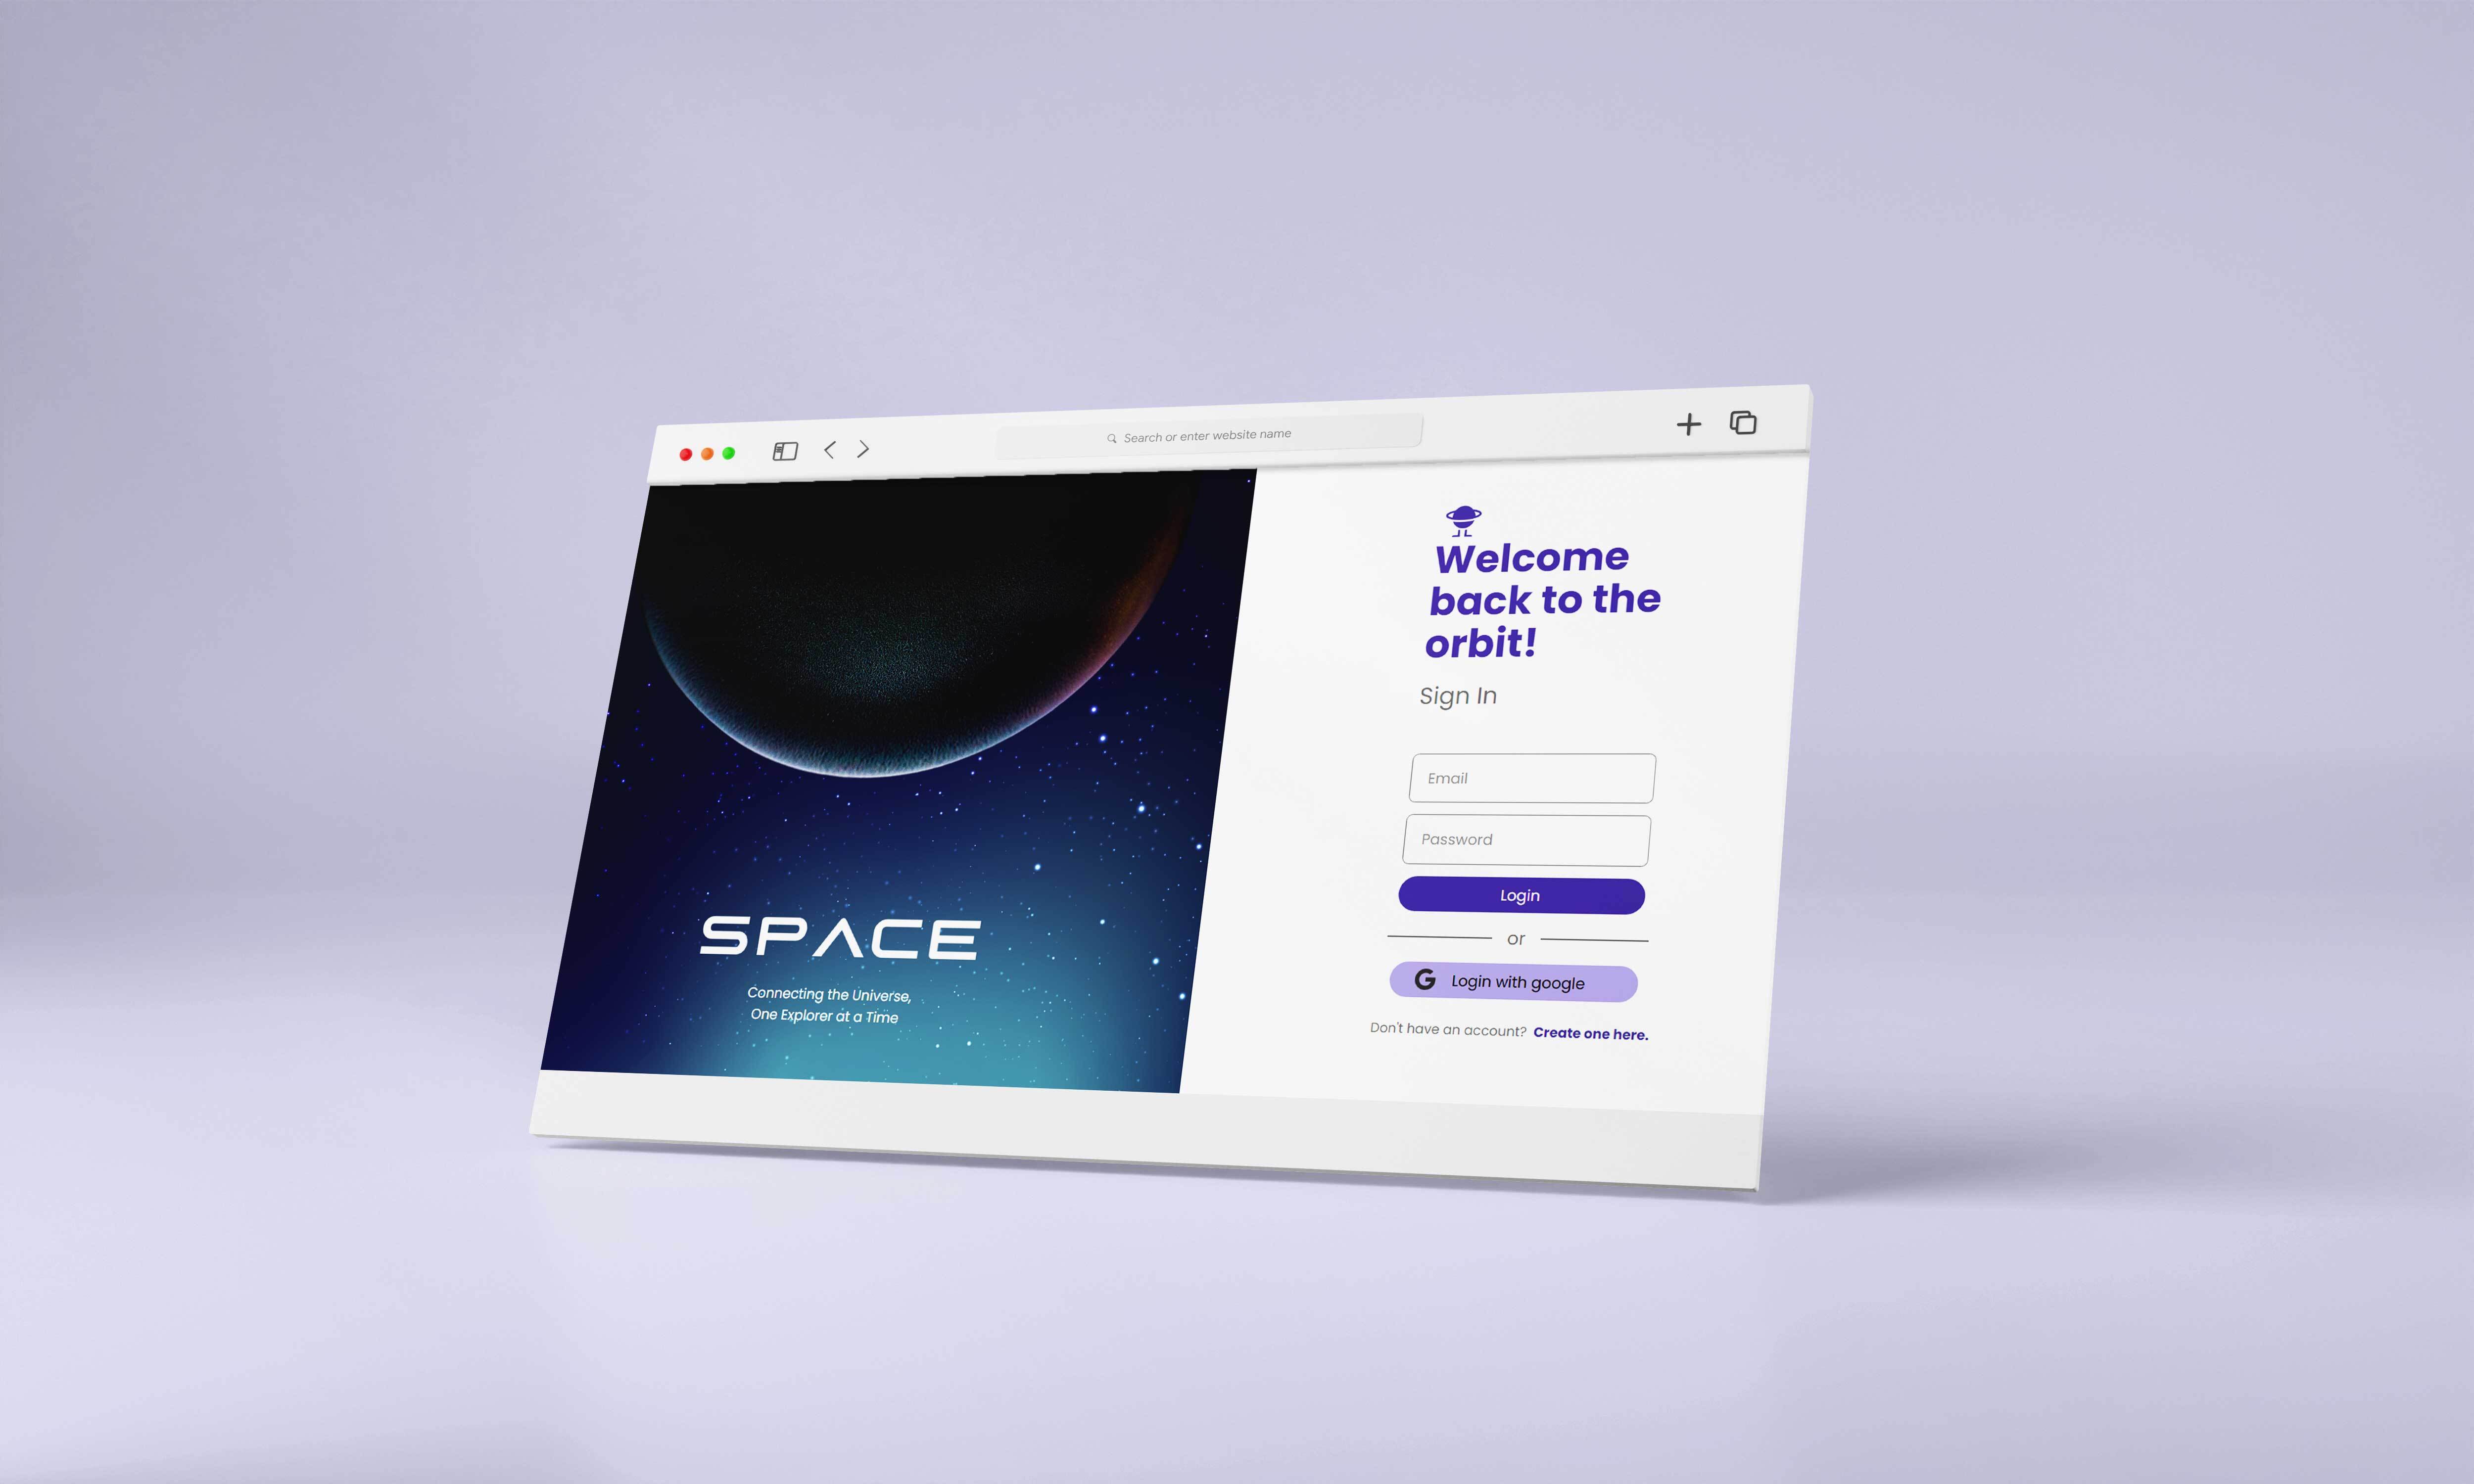 Search or enter website name
Welcome
back to the
orbit!
Sign In
Email
Password
Login
or
Login with google
Don't have an account? Create one here.
SPACE
Connecting the Universe,
One Explorer at a Time